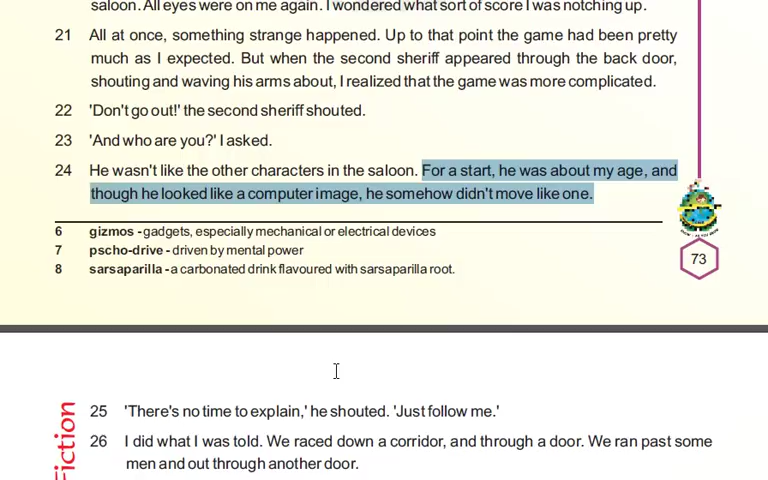 saloon. All eyes were on me again. I wondered what sort of score I was notching up.
21 All at once, something strange happened. Up to that point the game had been pretty
much as I expected. But when the second sheriff appeared through the back door,
shouting and waving his arms about, I realized that the game was more complicated.
22 'Don't go out!' the second sheriff shouted.
23 'And who are you?' I asked.
24 He wasn't like the other characters in the saloon. For a start, he was about my age, and
though he looked like a computer image, he somehow didn't move like one.
6 gizmos - gadgets, especially mechanical or electrical devices
7 pscho-drive - driven by mental power
8 sarsaparilla - a carbonated drink flavoured with sarsaparilla root.
73
Fiction
25 'There's no time to explain,' he shouted. 'Just follow me.'
26 I did what I was told. We raced down a corridor, and through a door. We ran past some
men and out through another door.